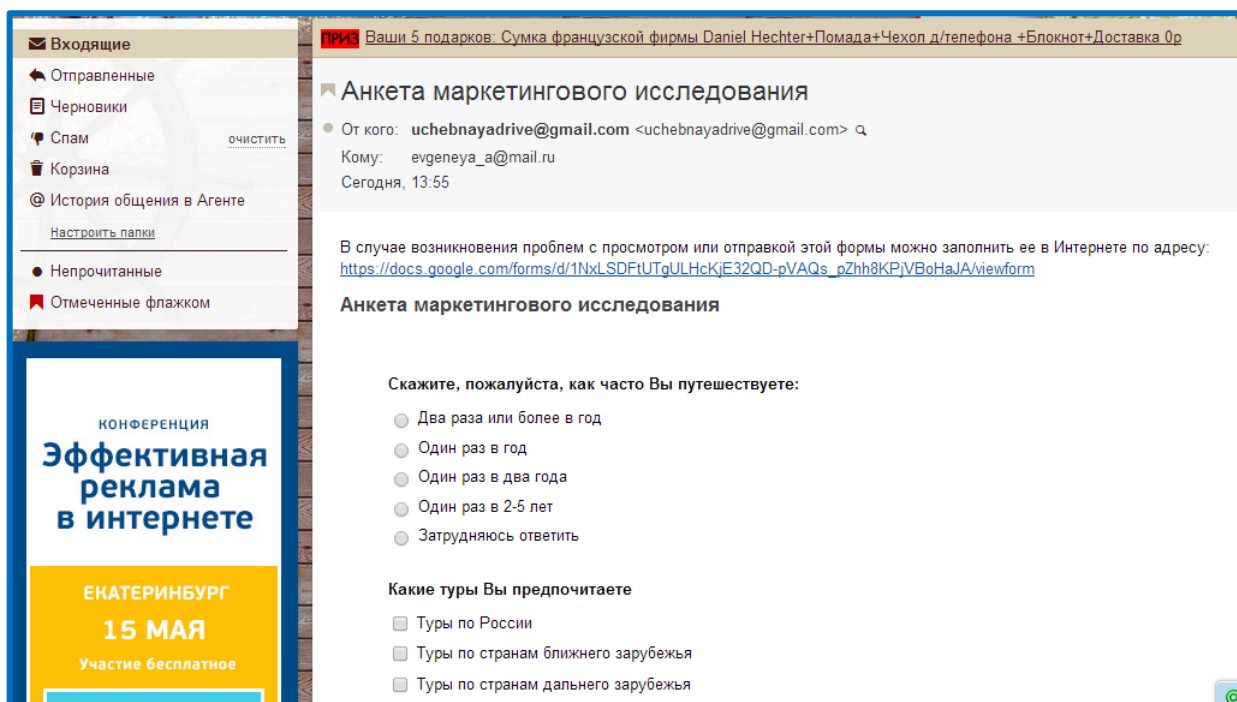 Входящие
Отправленные
Черновики
Спам очистить
Корзина
История общения в Агенте
Настроить папки
Непрочитанные
Отмеченные флажком
КОНФЕРЕНЦИЯ
Эффективная
реклама
в интернете
ЕКАТЕРИНБУРГ
15 МАЯ
Участие бесплатное
ПРИЗ Ваши 5 подарков: Сумка французской фирмы Daniel Hechter+Помада+Чехол д/телефона +Блокнот+Доставка 0р
Анкета маркетингового исследования
От кого: uchebnayadrive@gmail.com <uchebnayadrive@gmail.com>
Кому: evgeneya_a@mail.ru
Сегодня, 13:55
В случае возникновения проблем с просмотром или отправкой этой формы можно заполнить ее в Интернете по адресу:
https://docs.google.com/forms/d/1NxLSDFtUTgULHcKjE32QD-pVAQs_pZhh8KPjVBoHaJA/viewform
Анкета маркетингового исследования
Скажите, пожалуйста, как часто Вы путешествуете:
Два раза или более в год
Один раз в год
Один раз в два года
Один раз в 2-5 лет
Затрудняюсь ответить
Какие туры Вы предпочитаете
Туры по России
Туры по странам ближнего зарубежья
Туры по странам дальнего зарубежья